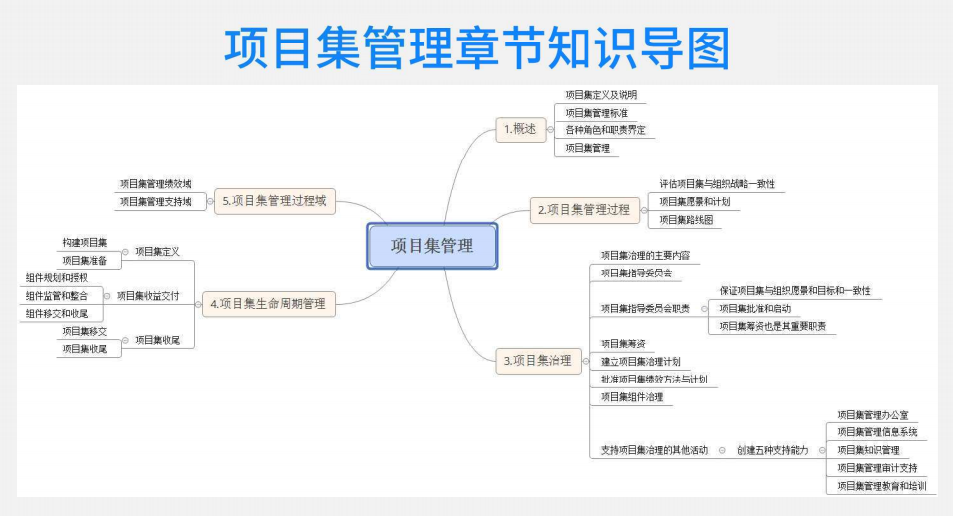 项目集管理章节知识导图
项目集管理
1.概述
项目集定义及说明
项目集管理标准
各种角色和职责界定
项目集管理
2.项目集管理过程
评估项目集与组织战略一致性
项目集愿景和计划
项目集路线图
3.项目集治理
项目集治理的主要内容
项目集指导委员会
项目集指导委员会职责
保证项目集与组织愿景和目标和一致性
项目集批准和启动
项目集筹资也是其重要职责
项目集筹资
建立项目集治理计划
批准项目集绩效方法与计划
项目集组件冶理
支持项目集治理的其他活动
创建五种支持能力
项目集管理办公室
项目集管理信息系统
项目集知识管理
项目集管理审计支持
项目集管理教育和培训
4.项目集生命周期管理
项目集定义
构建项目集
项目集准备
项目集收益交付
组件规划和授权
组件监管和整合
组件移交和收尾
项目集收尾
项目集移交
项目集收尾
5.项目集管理过程域
项目集管理绩效域
项目集管理支持域